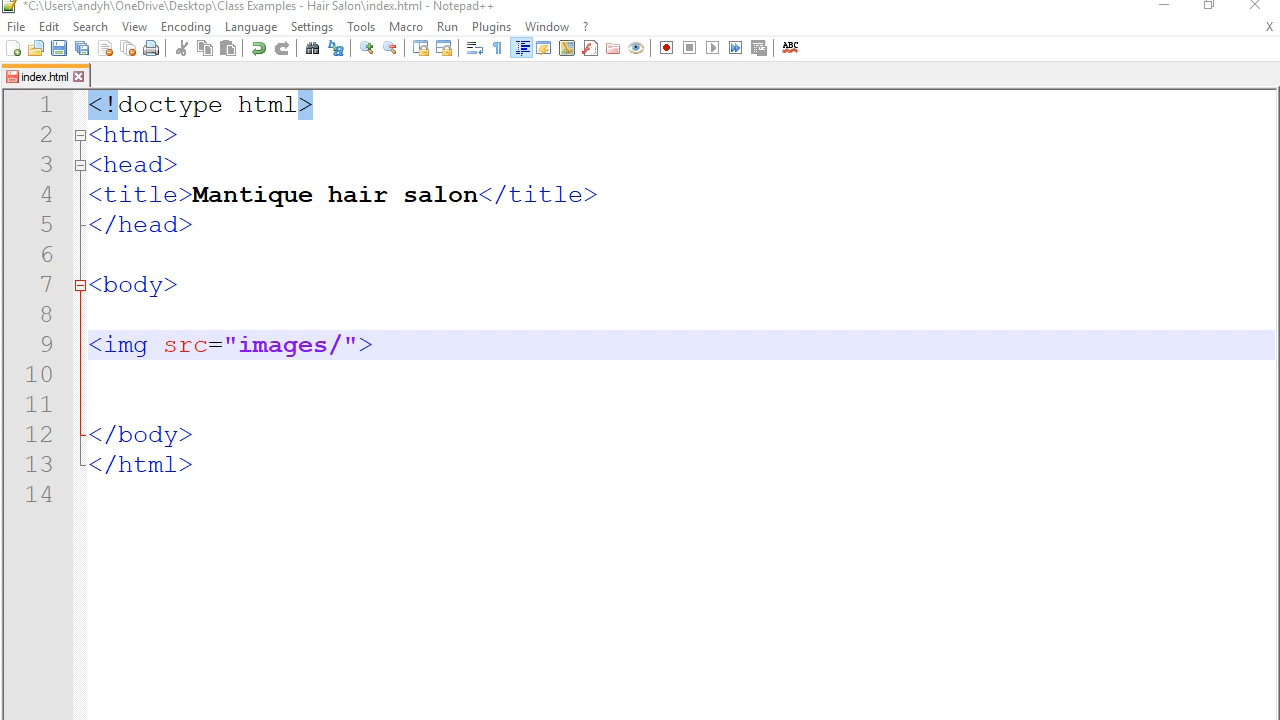 *C:\Users\andyh\OneDrive\Desktop\Class Examples - Hair Salon\index.html - Notepad++
File Edit Search View Encoding Language Settings Tools Macro Run Plugins Window ? X
ABC
index.html
1 <!doctype html>
2 <html>
3 <head>
4 <title>Mantique hair salon</title>
5 </head>
6
7 <body>
8
9 <img src="images/">
10
11
12 </body>
13 </html>
14